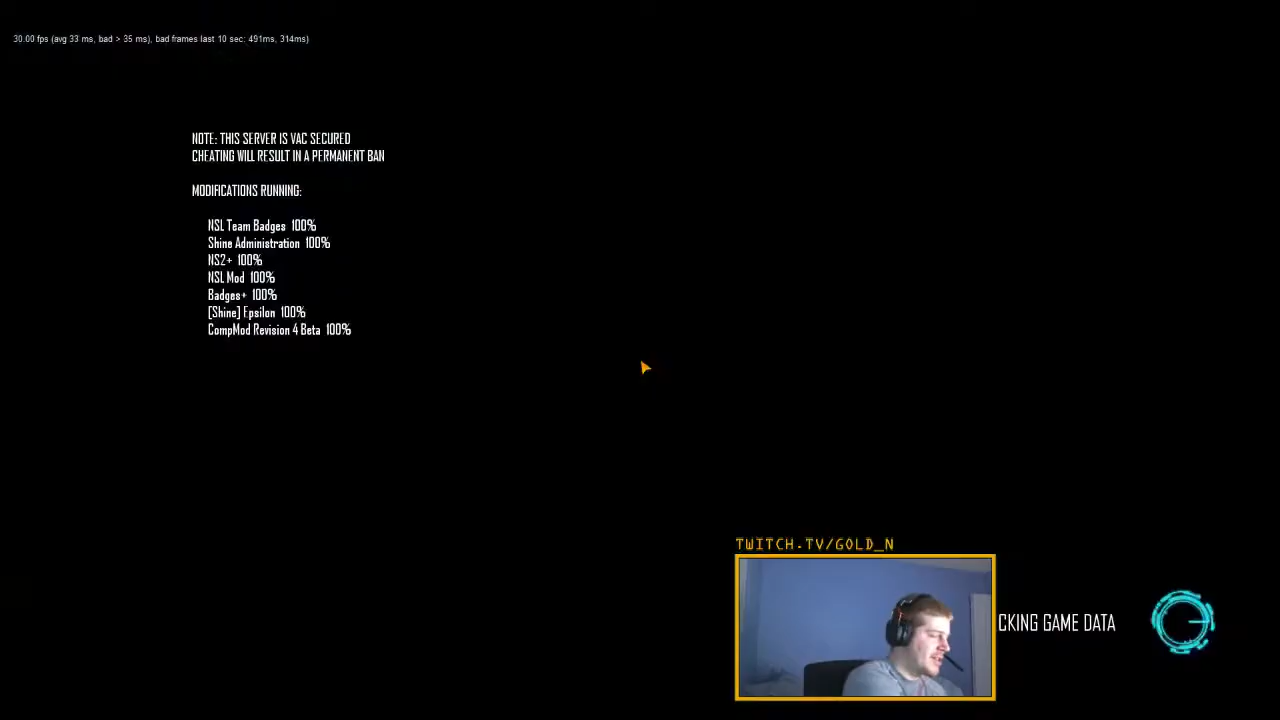 30.00 fps (avg 33 ms, bad > 35 ms), bad frames last 10 sec: 491ms, 314ms)
NOTE: THIS SERVER IS VAC SECURED
CHEATING WILL RESULT IN A PERMANENT BAN
MODIFICATIONS RUNNING:
NSL Team Badges 100%
Shine Administration 100%
NS2+ 100%
NSL Mod 100%
Badges+ 100%
[Shine] Epsilon 100%
CompMod Revision 4 Beta 100%
TWITCH.TV/GOLD_N
CKING GAME DATA